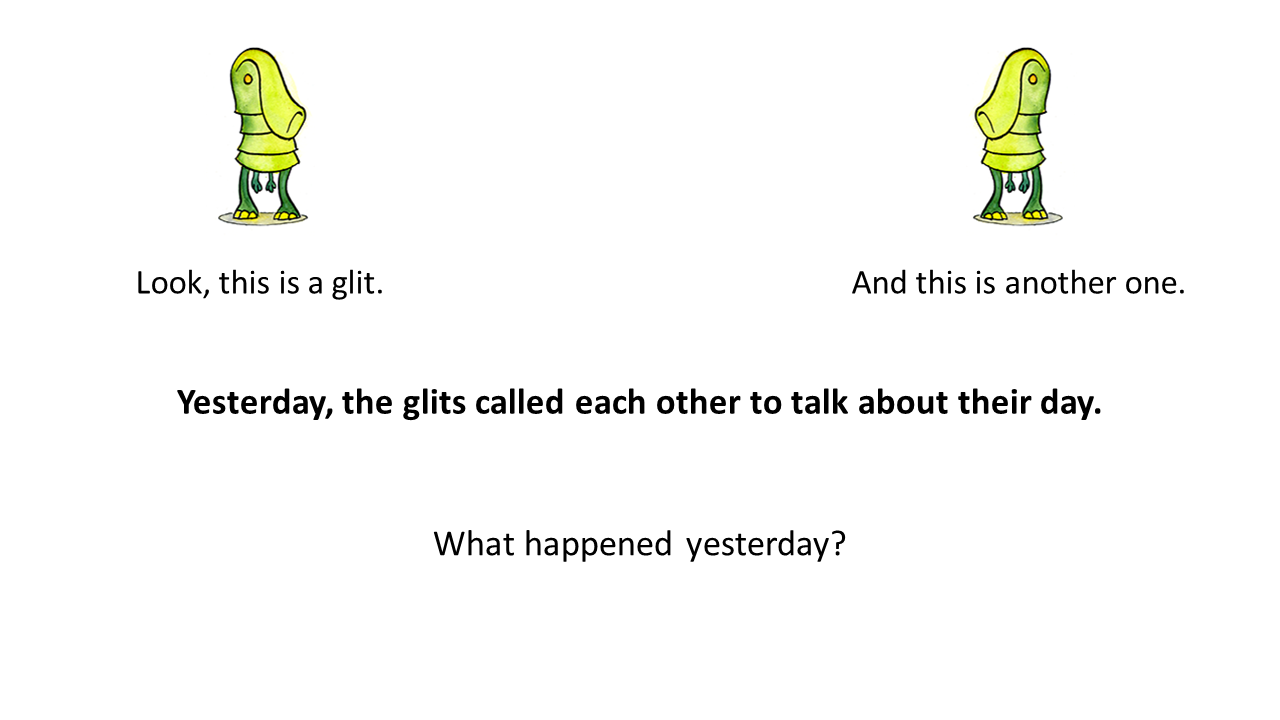 Look, this is a glit.
And this is another one.
Yesterday, the glits called each other to talk about their day.
What happened yesterday?